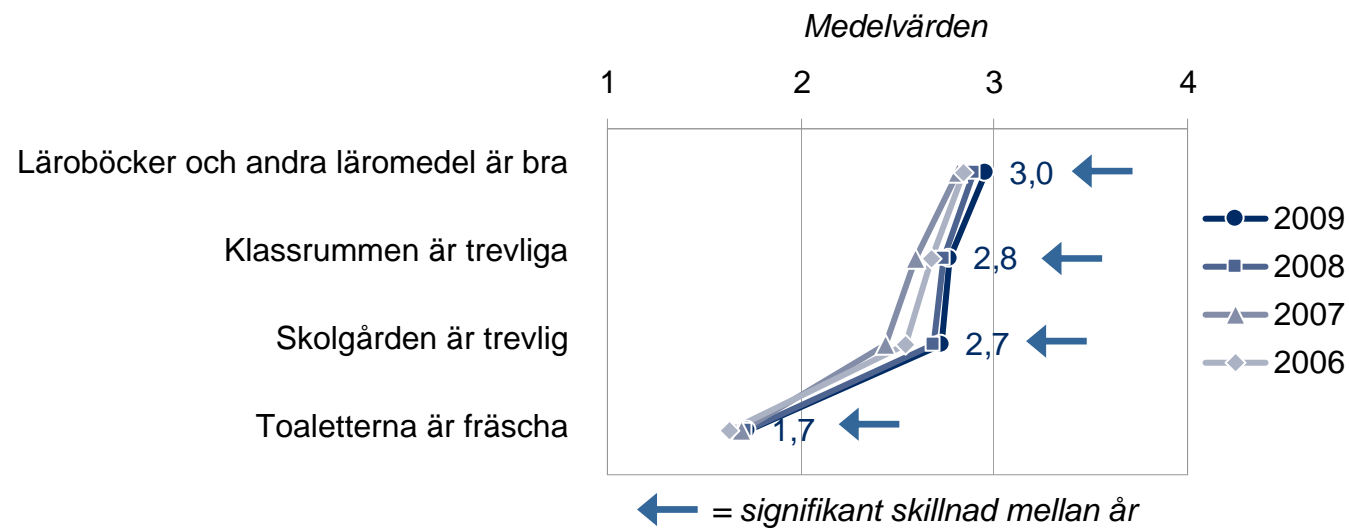 Medelvärden
1 2 3 4
Läroböcker och andra läromedel är bra 3,0
Klassrummen är trevliga 2,8
Skolgården är trevlig 2,7
Toaletterna är fräscha 1,7
2009
2008
2007
2006
= signifikant skillnad mellan år